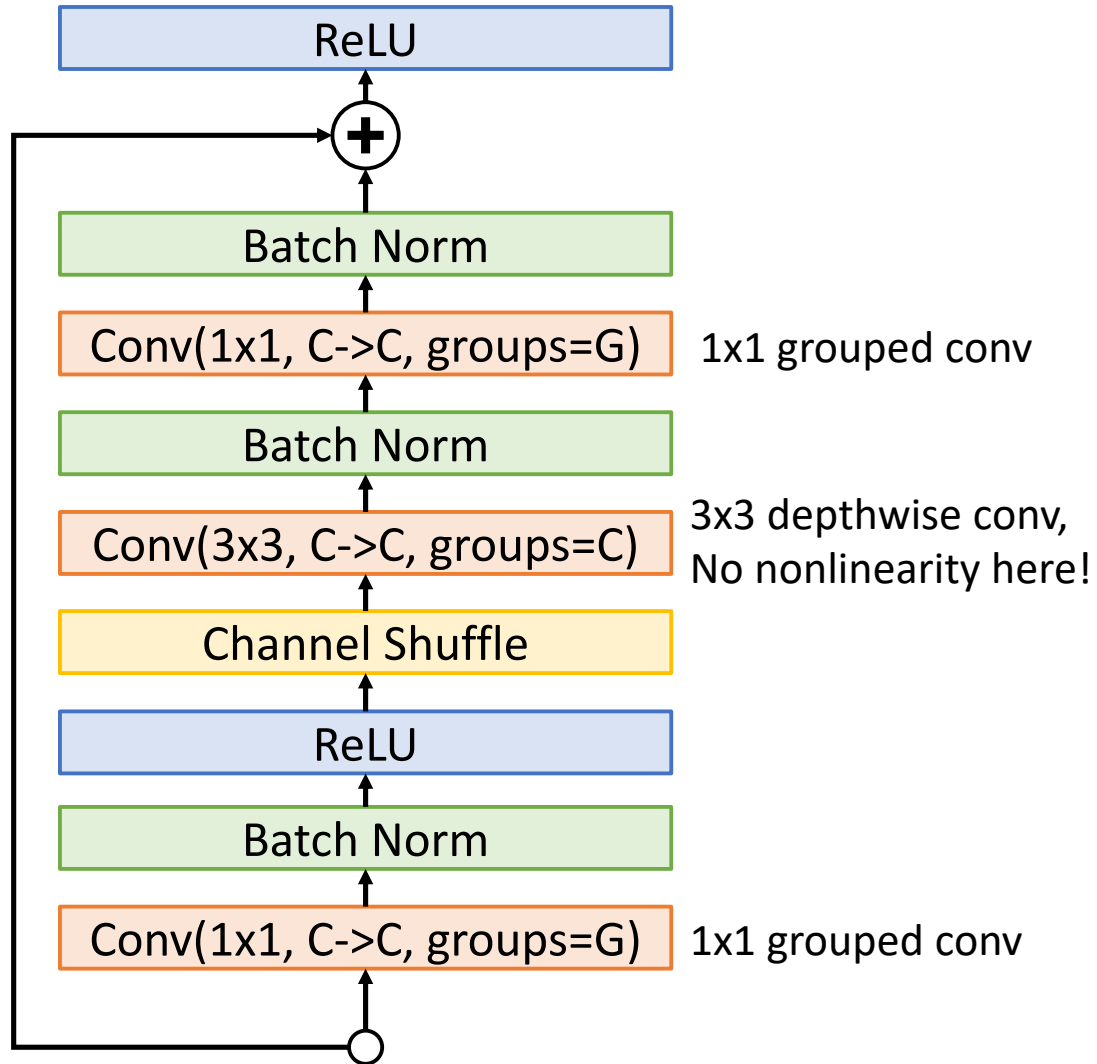 ReLU
+
Batch Norm
Conv(1x1, C->C, groups=G)
1x1 grouped conv
Batch Norm
Conv(3x3, C->C, groups=C)
3x3 depthwise conv,
No nonlinearity here!
Channel Shuffle
ReLU
Batch Norm
Conv(1x1, C->C, groups=G)
1x1 grouped conv